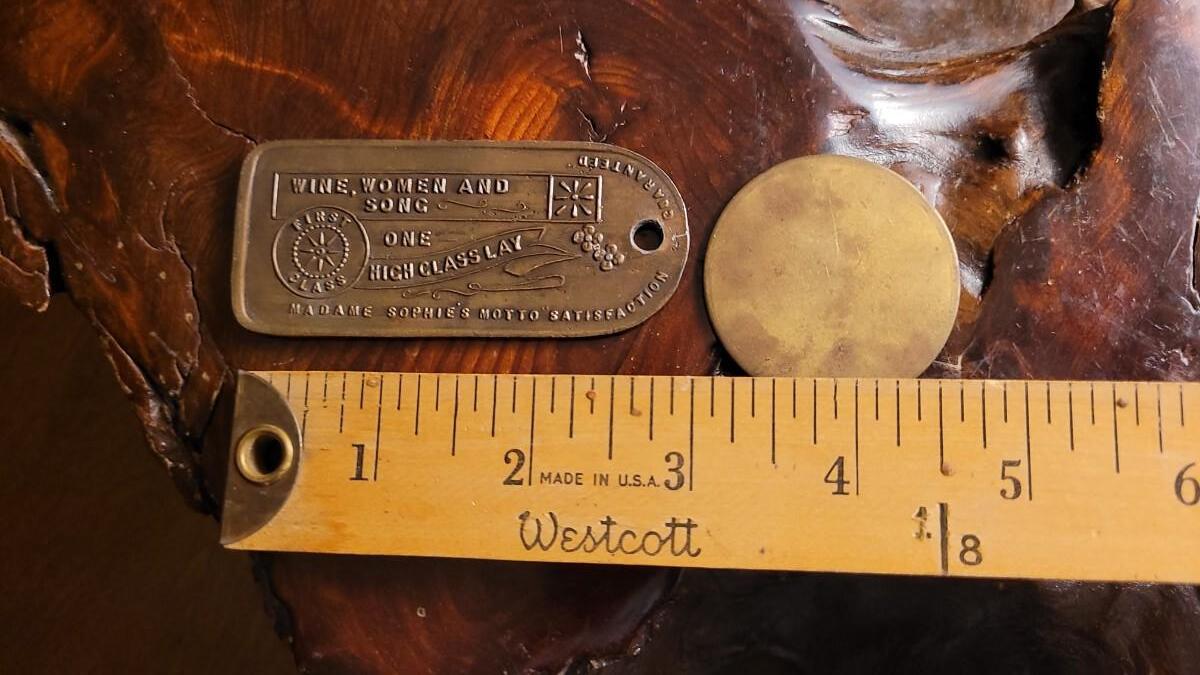 WINE, WOMEN AND
SONG
FIRST
CLASS
ONE
HIGH CLASS LAY
MADAME SOPHIE'S MOTTO SATISFACTION
GUARANTEED.
1 2 3 4 5 6
MADE IN U.S.A.
Westcott
1. 8